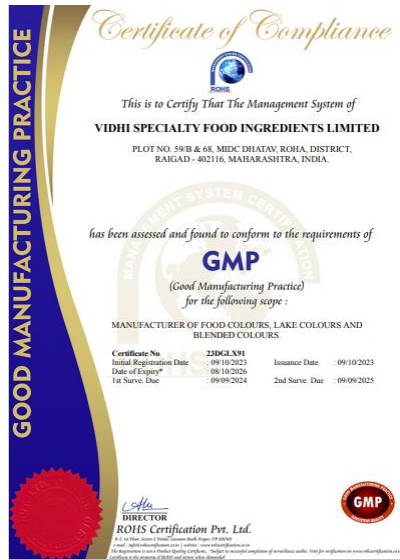 GOOD MANUFACTURING PRACTICE
Certificate of Compliance
ROHS
This is to Certify That The Management System of
VIDHI SPECIALTY FOOD INGREDIENTS LIMITED
PLOT NO. 59/B & 68, MIDC DHATAV, ROHA, DISTRICT,
RAIGAD - 402116, MAHARASHTRA, INDIA.
MANAGEMENT SYSTEM CERTIFICATION
has been assessed and found to conform to the requirements of
GMP
(Good Manufacturing Practice)
for the following scope :
MANUFACTURER OF FOOD COLOURS, LAKE COLOURS AND
BLENDED COLOURS.
Certificate No 23DGLX91
Initial Registration Date : 09/10/2023 Issuance Date : 09/10/2023
Date of Expiry* : 08/10/2026
1st Surve. Due : 09/09/2024 2nd Surve. Due : 09/09/2025
ROHS
DIRECTOR
ROHS Certification Pvt. Ltd.
GMP